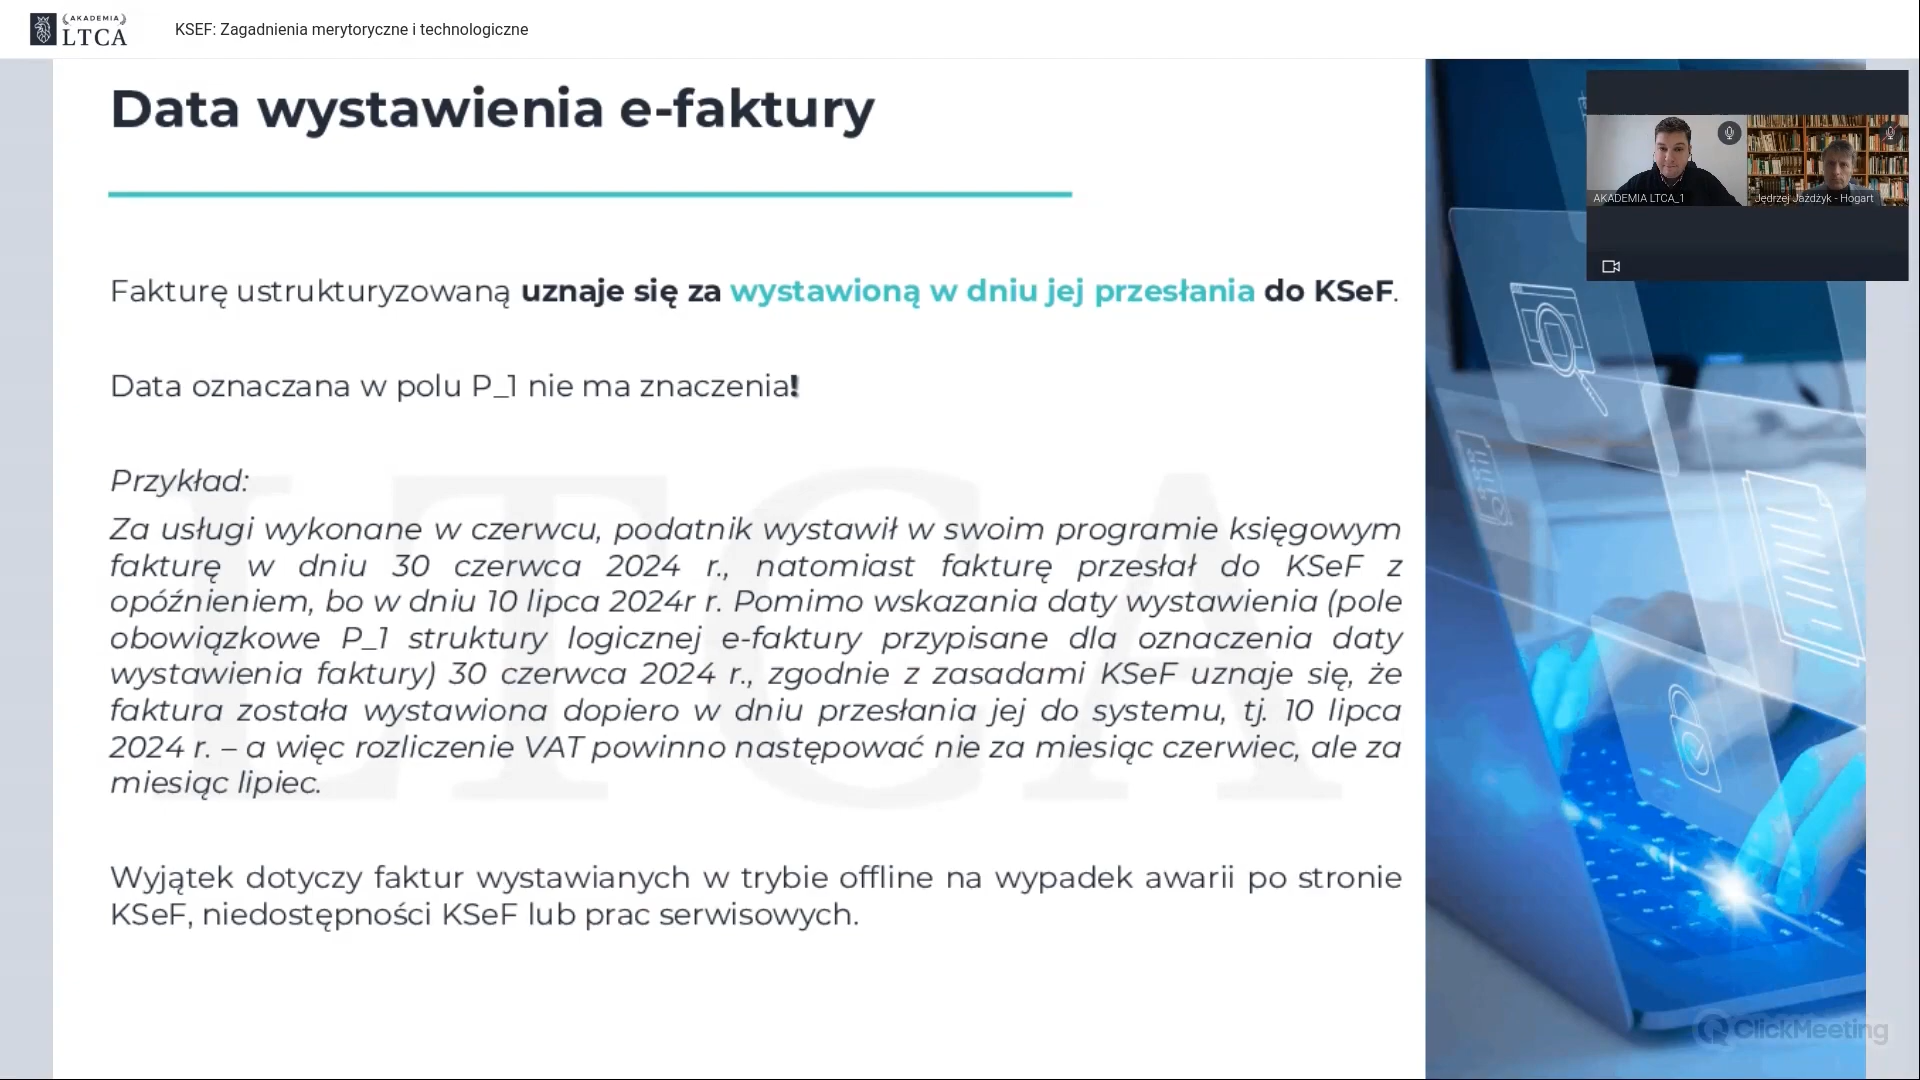 AKADEMIA
LTCA
KSEF: Zagadnienia merytoryczne i technologiczne
Data wystawienia e-faktury
AKADEMIA LTCA_1
Jędrzej Jażdżyk - Hogart
Fakturę ustrukturyzowaną uznaje się za wystawioną w dniu jej przesłania do KSeF.
Data oznaczana w polu P_1 nie ma znaczenia!
Przykład:
Za usługi wykonane w czerwcu, podatnik wystawił w swoim programie księgowym
fakturę w dniu 30 czerwca 2024 r., natomiast fakturę przesłał do KSeF z
opóźnieniem, bo w dniu 10 lipca 2024r r. Pomimo wskazania daty wystawienia (pole
obowiązkowe P_1 struktury logicznej e-faktury przypisane dla oznaczenia daty
wystawienia faktury) 30 czerwca 2024 r., zgodnie z zasadami KSeF uznaje się, że
faktura została wystawiona dopiero w dniu przesłania jej do systemu, tj. 10 lipca
2024 r. – a więc rozliczenie VAT powinno następować nie za miesiąc czerwiec, ale za
miesiąc lipiec.
LTCA
Wyjątek dotyczy faktur wystawianych w trybie offline na wypadek awarii po stronie
KSeF, niedostępności KSeF lub prac serwisowych.
ClickMeeting